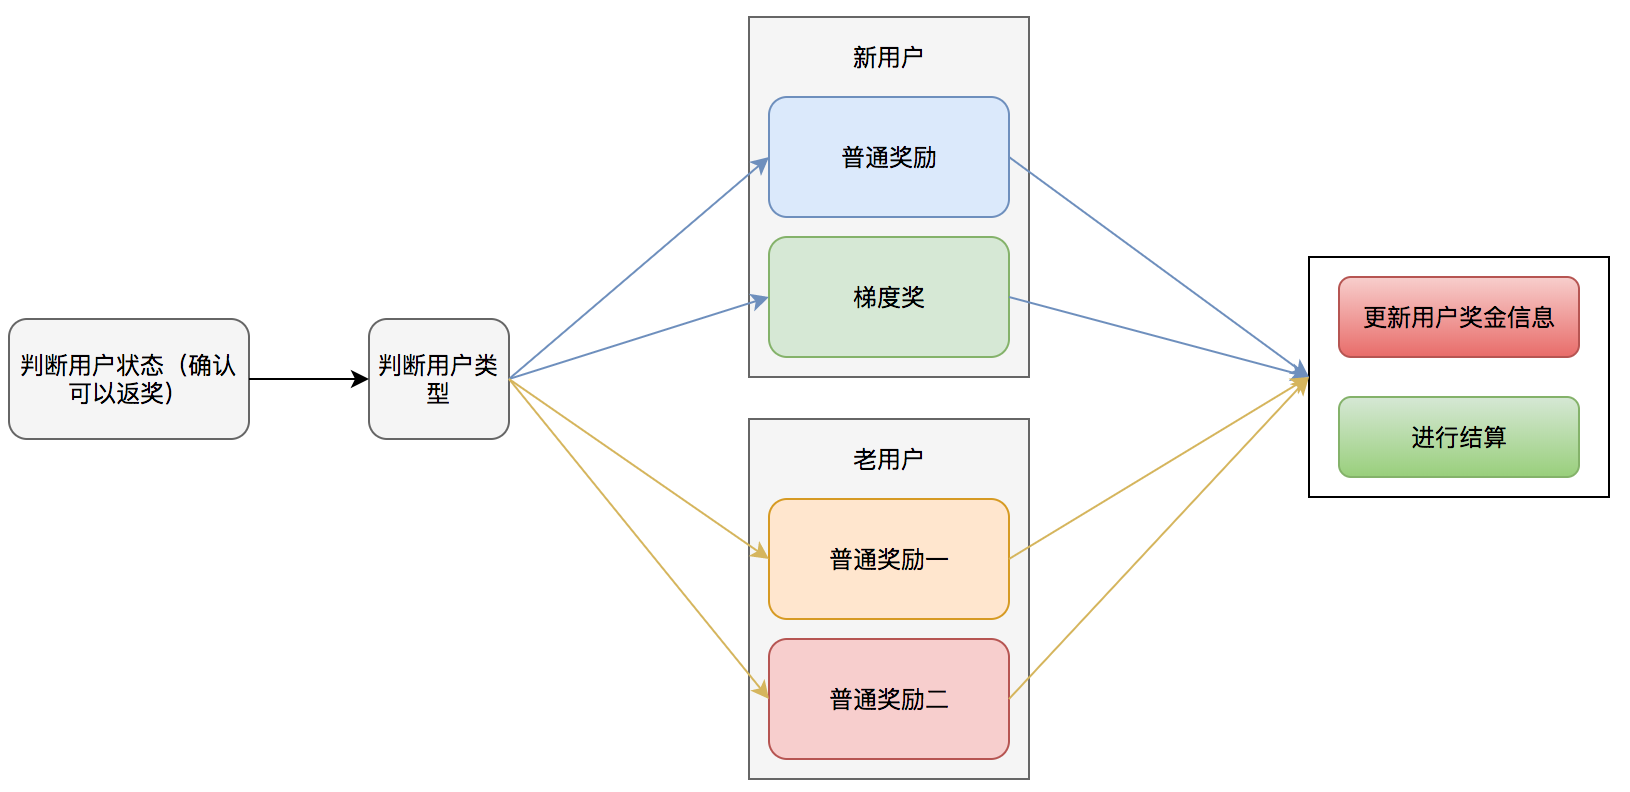 判断用户状态（确认
可以返奖）
判断用户类
型
新用户
普通奖励
梯度奖
老用户
普通奖励一
普通奖励二
更新用户奖金信息
进行结算